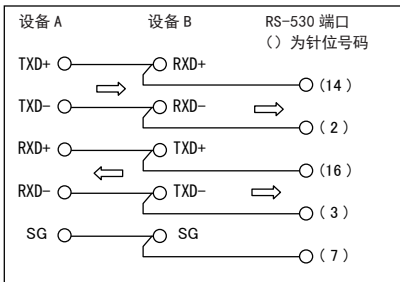 设备 A 设备 B RS-530 端口
（）为针位号码
TXD+ RXD+
(14)
TXD- RXD-
(2)
RXD+ TXD+
(16)
RXD- TXD-
(3)
SG SG
(7)